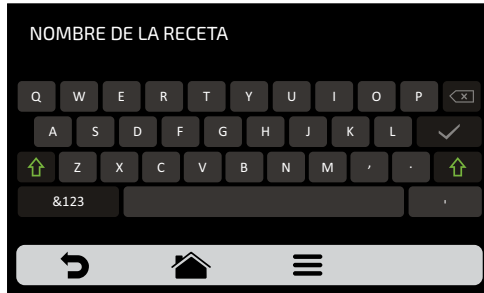 NOMBRE DE LA RECETA
Q W E R T Y U I O P
A S D F G H J K L
Z X C V B N M , .
&123 '